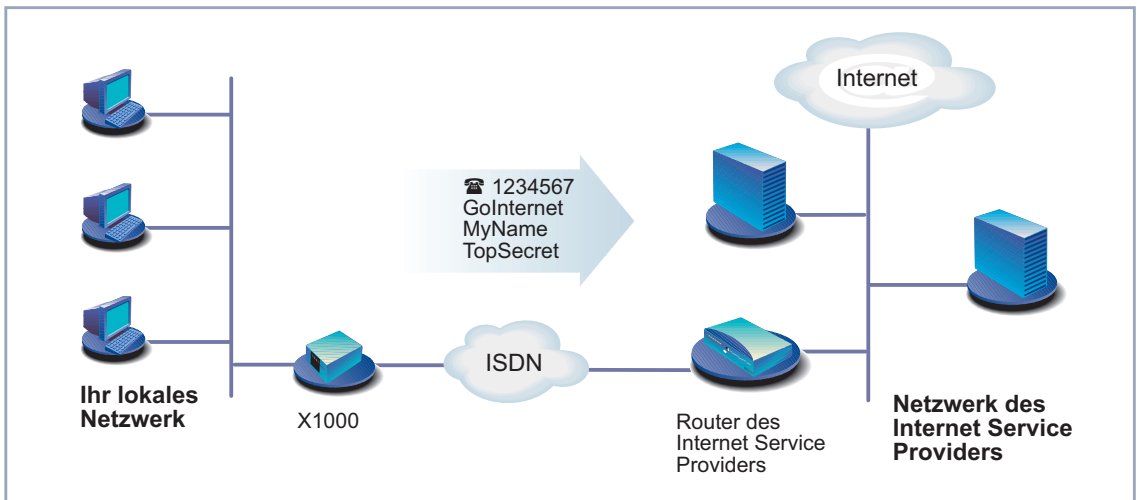 Internet
☎ 1234567
GoInternet
MyName
TopSecret
ISDN
Ihr lokales
Netzwerk
X1000
Router des
Internet Service
Providers
Netzwerk des
Internet Service
Providers